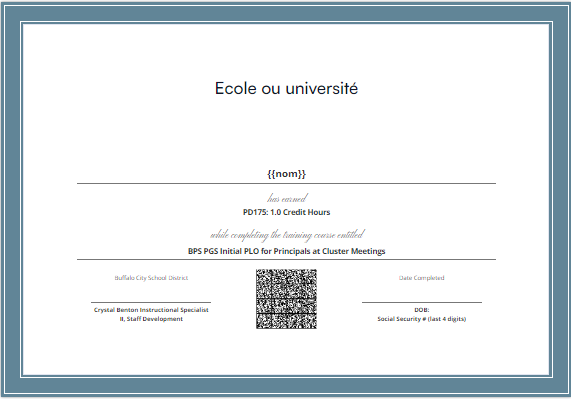 Ecole ou université
{{nom}}
has earned
PD175: 1.0 Credit Hours
while completing the training course entitled
BPS PGS Initial PLO for Principals at Cluster Meetings
Buffalo City School District
Date Completed
Crystal Benton Instructional Specialist
II, Staff Development
DOB:
Social Security # (last 4 digits)